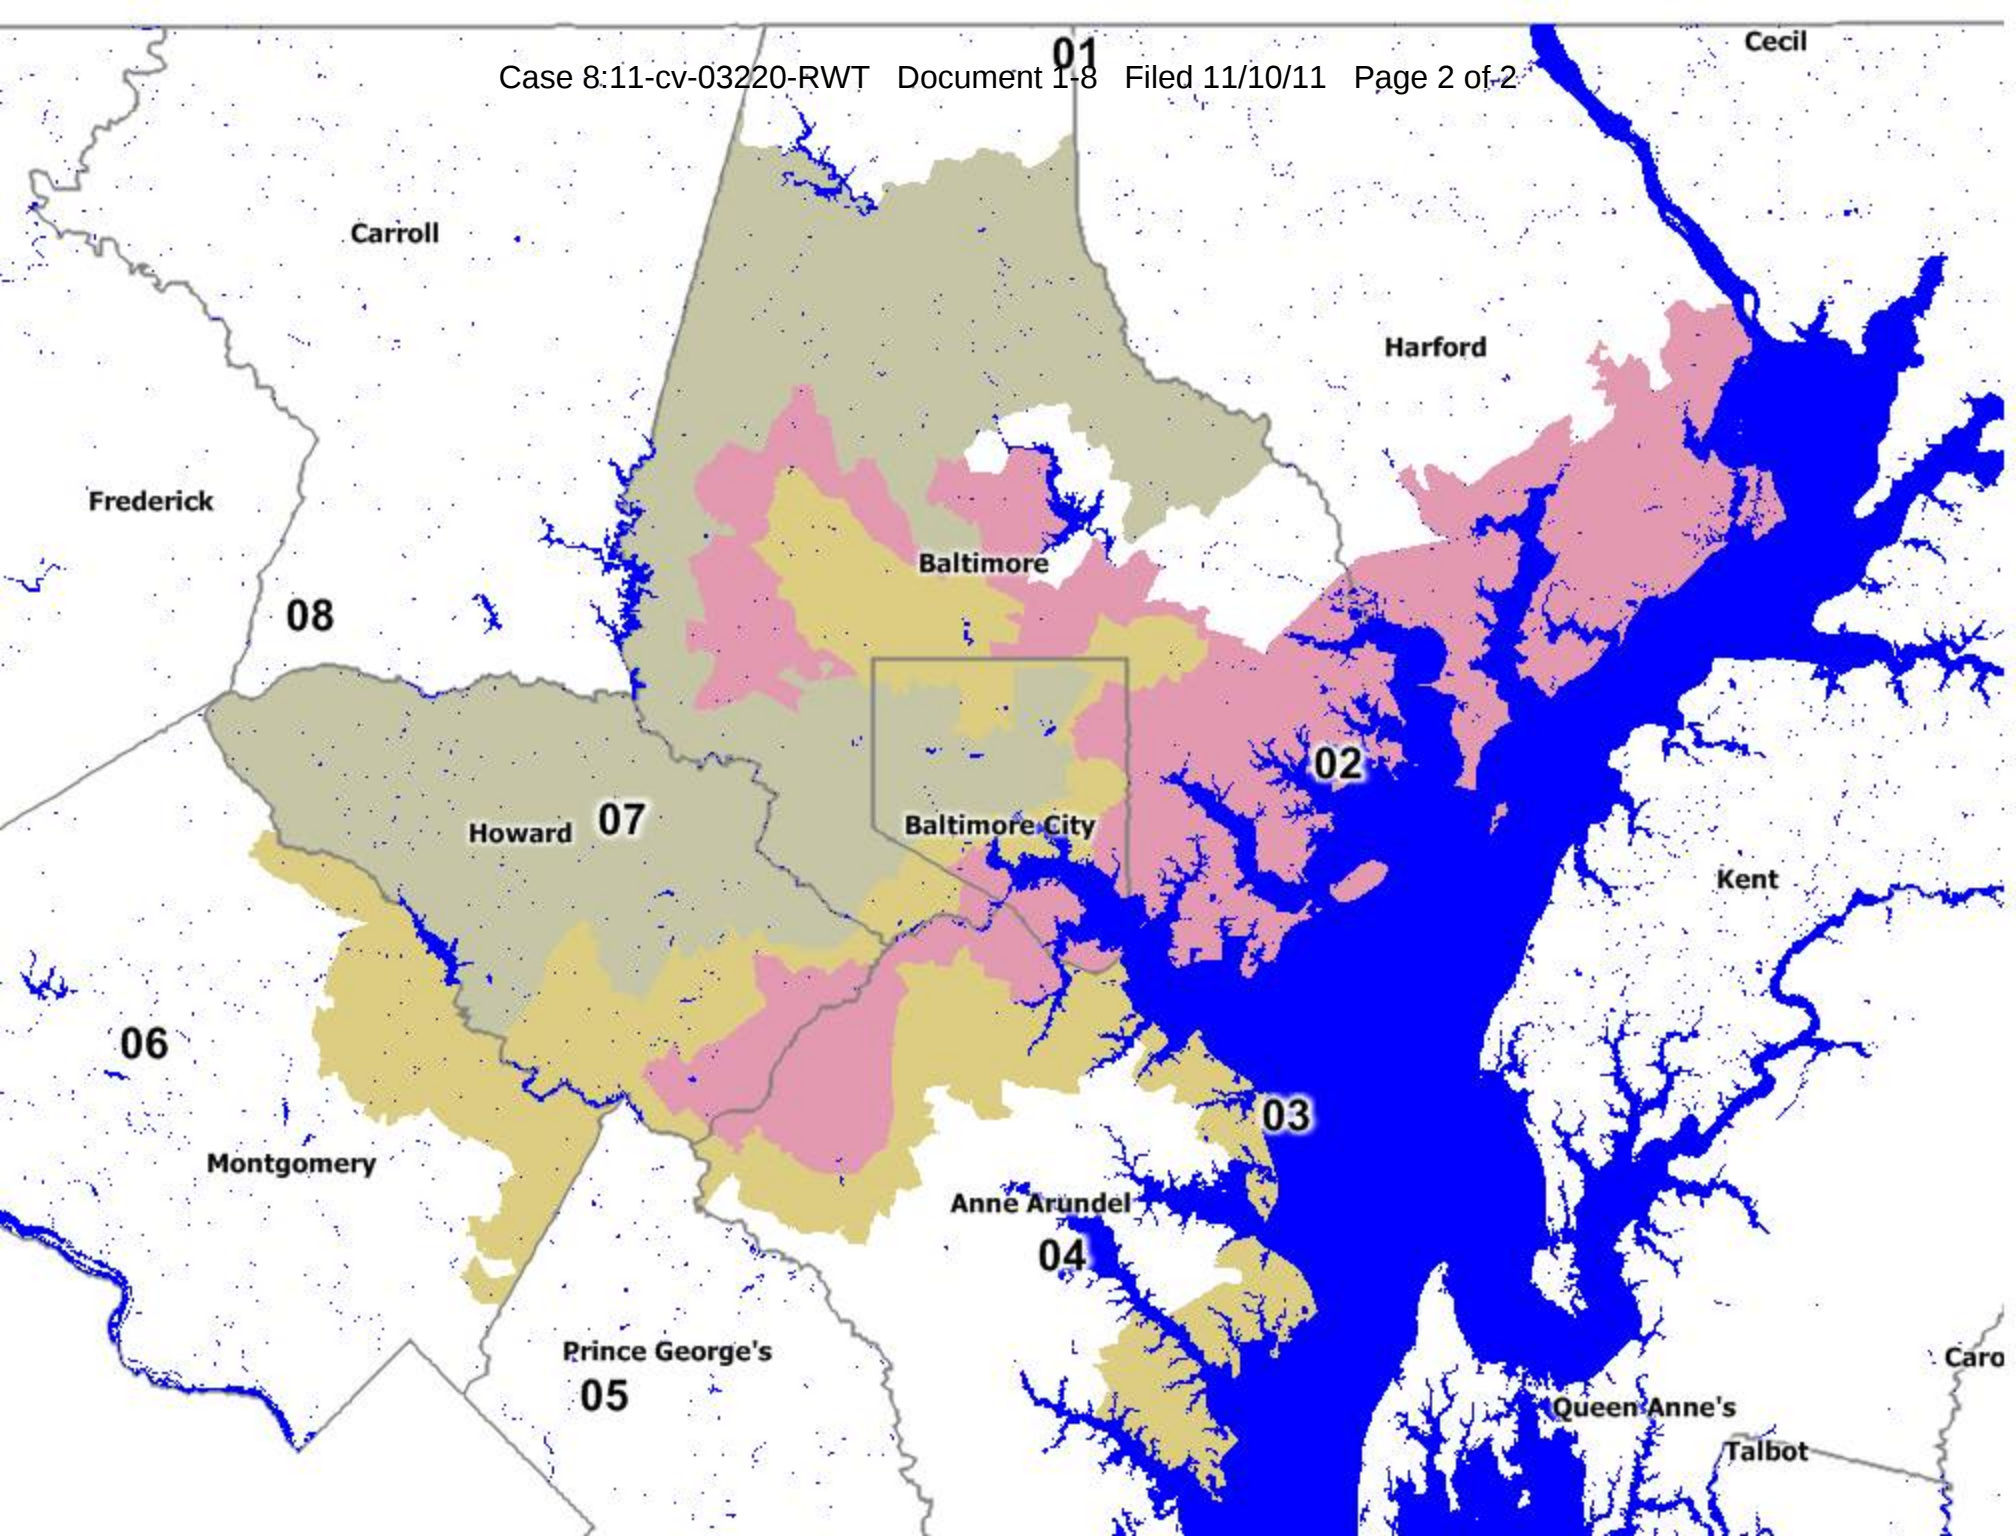 01
Cecil
Case 8:11-cv-03220-RWT Document 1-8 Filed 11/10/11 Page 2 of 2
Carroll
Harford
Frederick
Baltimore
08
02
07
Howard
Baltimore City
Kent
06
03
Montgomery
Anne Arundel
04
Prince George's
05
Caro
Queen Anne's
Talbot